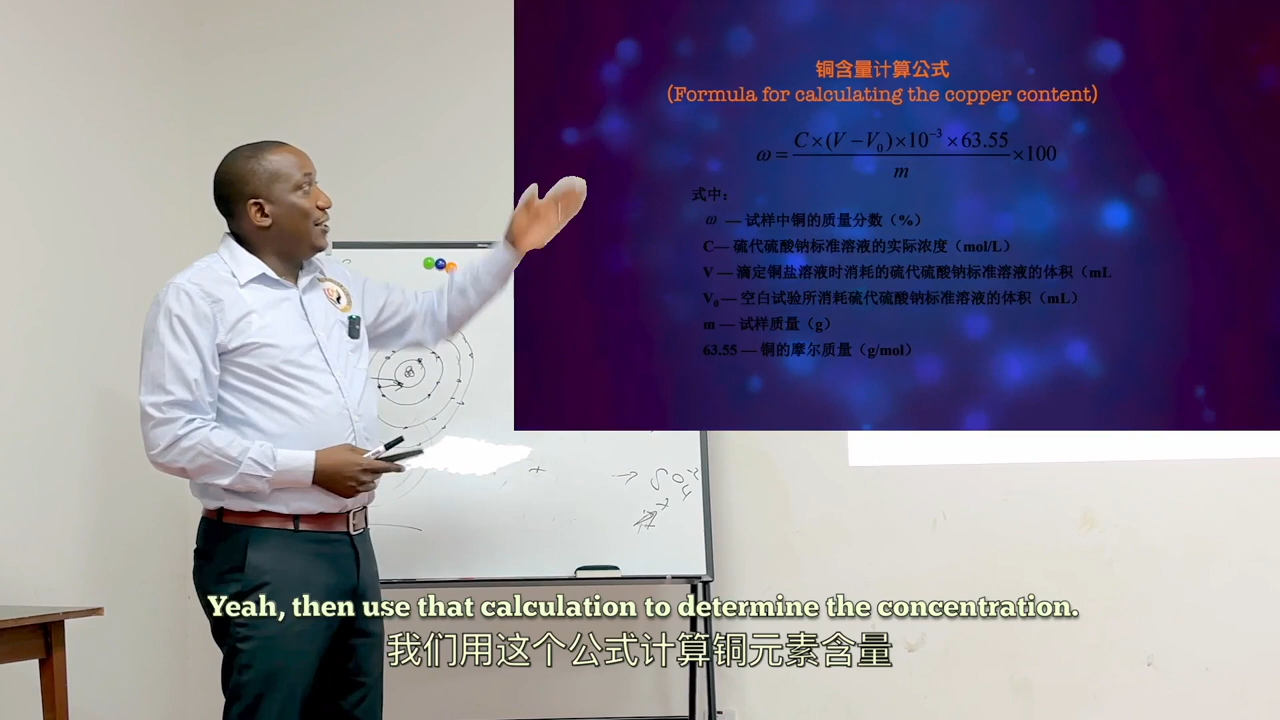 铜含量计算公式
(Formula for calculating the copper content)
ω = C×(V−V₀)×10⁻³×63.55 / m ×100
式中：
ω — 试样中铜的质量分数（%）
C— 硫代硫酸钠标准溶液的实际浓度（mol/L）
V — 滴定铜盐溶液时消耗的硫代硫酸钠标准溶液的体积（mL
V₀— 空白试验所消耗硫代硫酸钠标准溶液的体积（mL）
m — 试样质量（g）
63.55 — 铜的摩尔质量（g/mol）
Yeah, then use that calculation to determine the concentration.
我们用这个公式计算铜元素含量